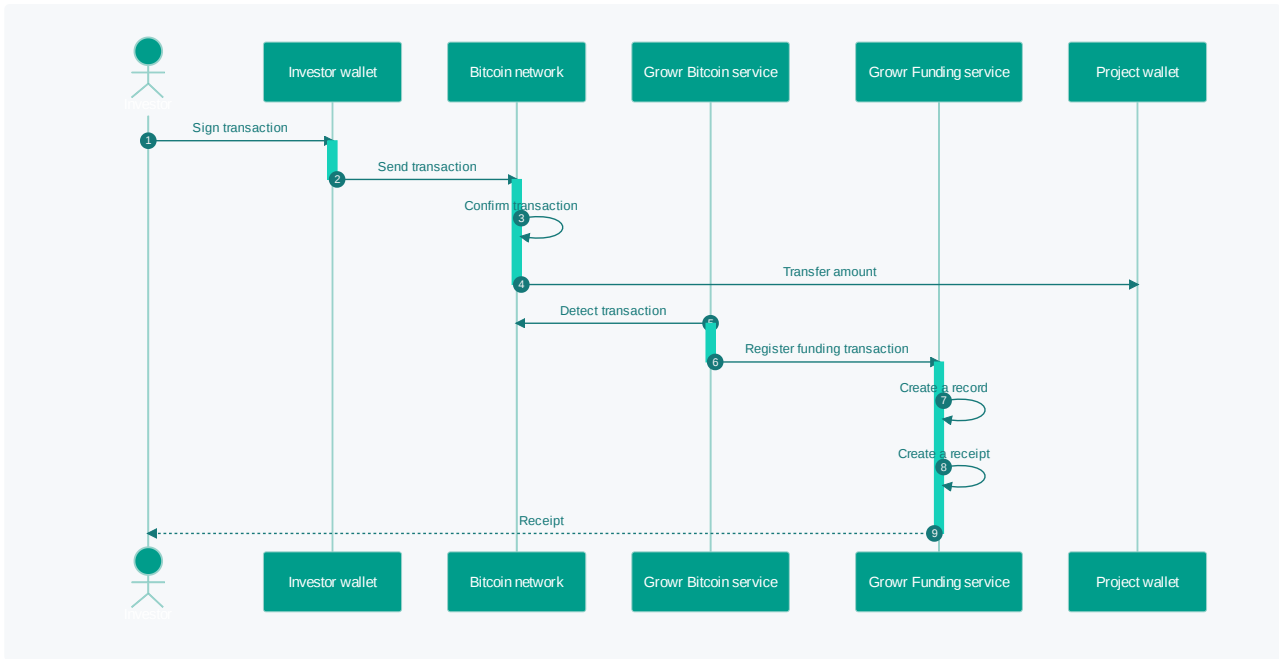 Investor wallet
Bitcoin network
Growr Bitcoin service
Growr Funding service
Project wallet
Investor
Sign transaction
1
Send transaction
2
Confirm transaction
3
Transfer amount
4
Detect transaction
5
Register funding transaction
6
Create a record
7
Create a receipt
8
Receipt
9
Investor wallet
Bitcoin network
Growr Bitcoin service
Growr Funding service
Project wallet
Investor